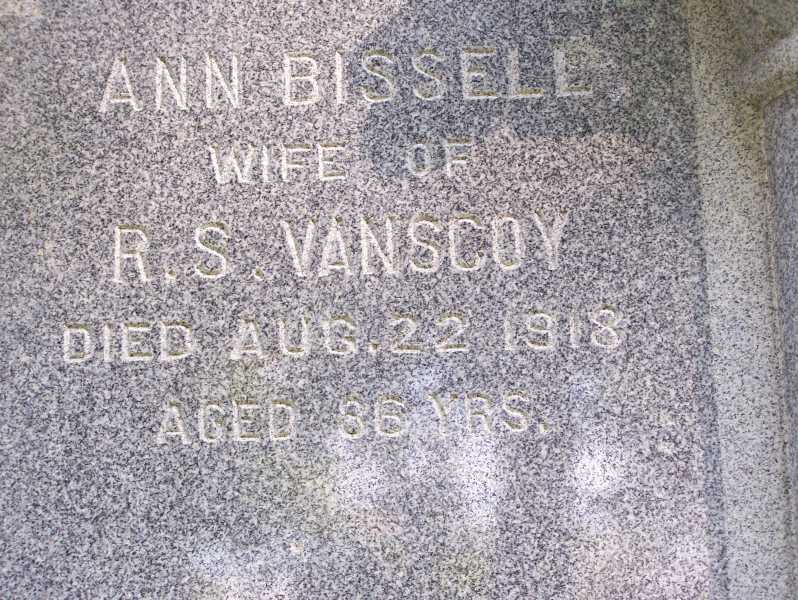 ANN BISSELL
WIFE OF
R. S. VANSCOY
DIED AUG. 22 1918
AGED 86 YRS.